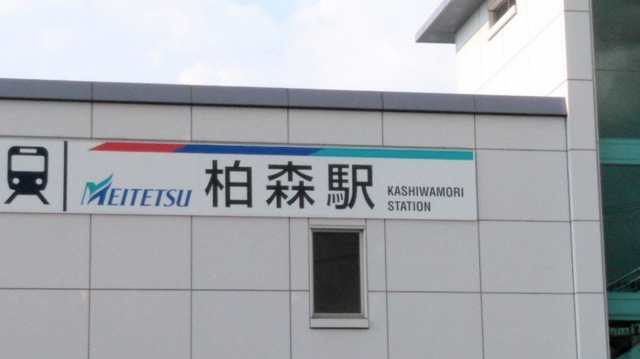 MEITETSU 柏森駅 KASHIWAMORI
STATION